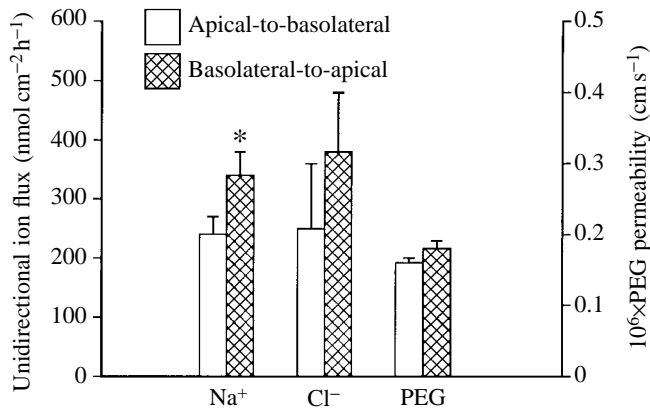 Unidirectional ion flux (nmol cm⁻² h⁻¹)
600
500
400
300
200
100
0
Apical-to-basolateral
Basolateral-to-apical
*
Na⁺
Cl⁻
PEG
0.5
0.4
0.3
0.2
0.1
0
10⁶×PEG permeability (cm s⁻¹)